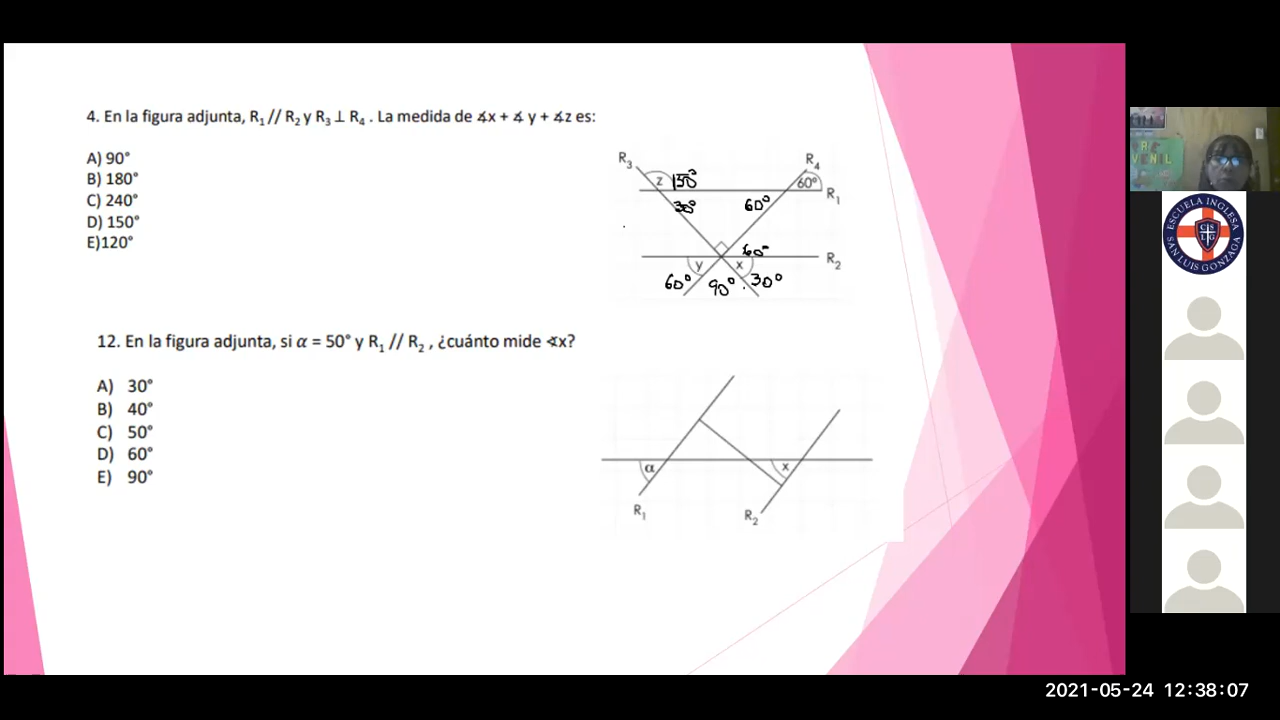 4. En la figura adjunta, R1 // R2 y R3 ⊥ R4 . La medida de ∡x + ∡ y + ∡z es:
A) 90°
B) 180°
C) 240°
D) 150°
E)120°
R3
R4
z 150°
60°
R1
30°
60°
60°
y
x
R2
60°
90°
30°
12. En la figura adjunta, si α = 50° y R1 // R2 , ¿cuánto mide ∢x?
A) 30°
B) 40°
C) 50°
D) 60°
E) 90°
α
x
R1
R2
ESCUELA INGLESA
SAN LUIS GONZAGA
2021-05-24 12:38:07